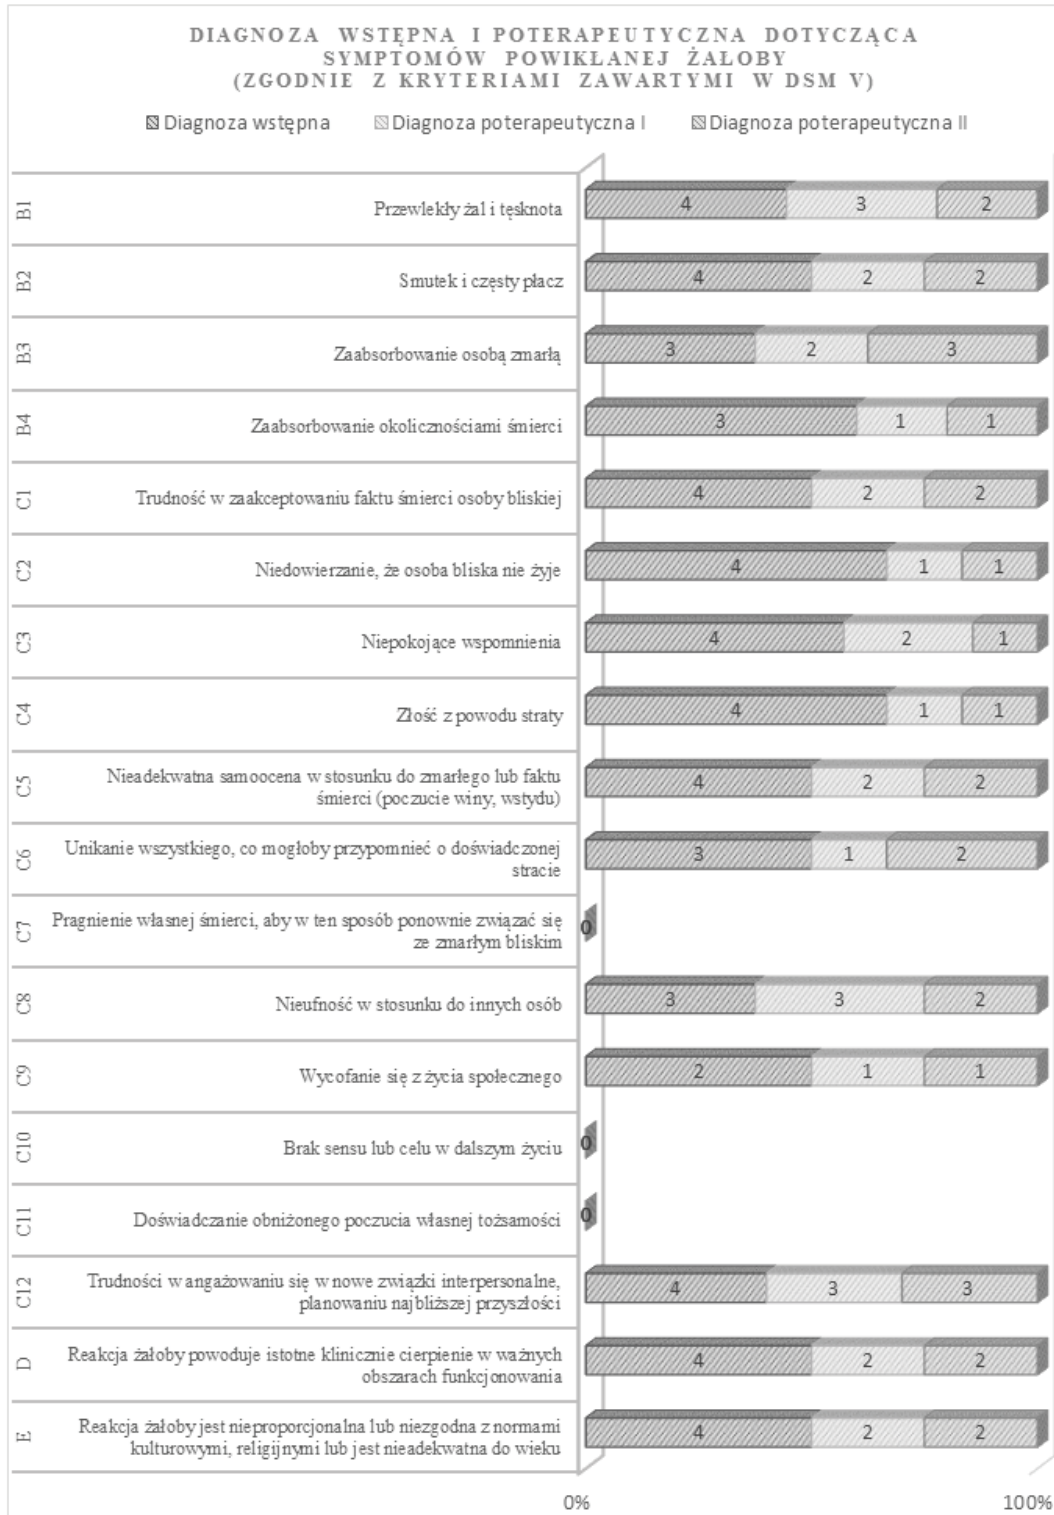 DIAGNOZA WSTĘPNA I POTERAPEUTYCZNA DOTYCZĄCA
SYMPTOMÓW POWIKŁANEJ ŻAŁOBY
(ZGODNIE Z KRYTERIAMI ZAWARTYMI W DSM V)
Diagnoza wstępna Diagnoza poterapeutyczna I Diagnoza poterapeutyczna II
B1 Przewlekły żal i tęsknota 4 3 2
B2 Smutek i częsty płacz 4 2 2
B3 Zaabsorbowanie osobą zmarłą 3 2 3
B4 Zaabsorbowanie okolicznościami śmierci 3 1 1
C1 Trudność w zaakceptowaniu faktu śmierci osoby bliskiej 4 2 2
C2 Niedowierzanie, że osoba bliska nie żyje 4 1 1
C3 Niepokojące wspomnienia 4 2 1
C4 Złość z powodu straty 4 1 1
C5 Nieadekwatna samoocena w stosunku do zmarłego lub faktu
śmierci (poczucie winy, wstydu) 4 2 2
C6 Unikanie wszystkiego, co mogłoby przypomnieć o doświadczonej
stracie 3 1 2
C7 Pragnienie własnej śmierci, aby w ten sposób ponownie związać się
ze zmarłym bliskim 0
C8 Nieufność w stosunku do innych osób 3 3 2
C9 Wycofanie się z życia społecznego 2 1 1
C10 Brak sensu lub celu w dalszym życiu 0
C11 Doświadczanie obniżonego poczucia własnej tożsamości 0
C12 Trudności w angażowaniu się w nowe związki interpersonalne,
planowaniu najbliższej przyszłości 4 3 3
D Reakcja żałoby powoduje istotne klinicznie cierpienie w ważnych
obszarach funkcjonowania 4 2 2
E Reakcja żałoby jest nieproporcjonalna lub niezgodna z normami
kulturowymi, religijnymi lub jest nieadekwatna do wieku 4 2 2
0% 100%